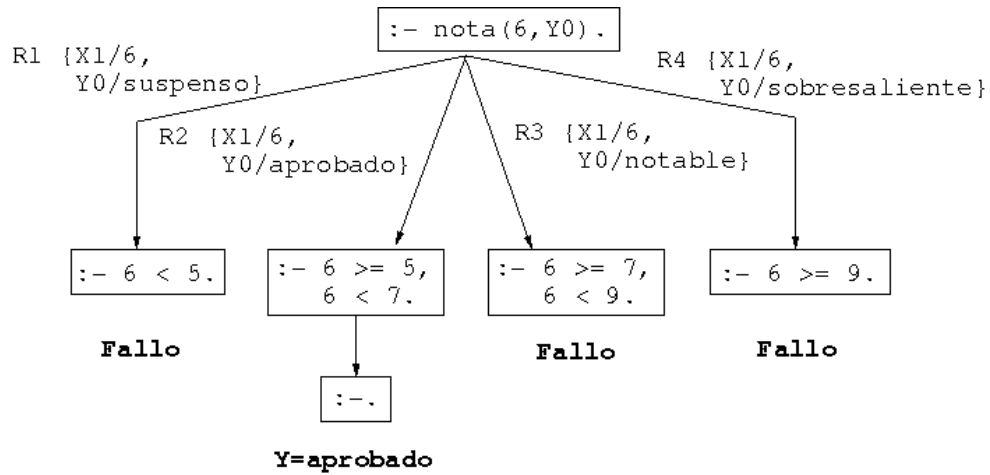 :- nota(6,Y0).
R1 {X1/6,
Y0/suspenso}
R2 {X1/6,
Y0/aprobado}
R3 {X1/6,
Y0/notable}
R4 {X1/6,
Y0/sobresaliente}
:- 6 < 5.
Fallo
:- 6 >= 5,
6 < 7.
:- 6 >= 7,
6 < 9.
Fallo
:- 6 >= 9.
Fallo
:-.
Y=aprobado